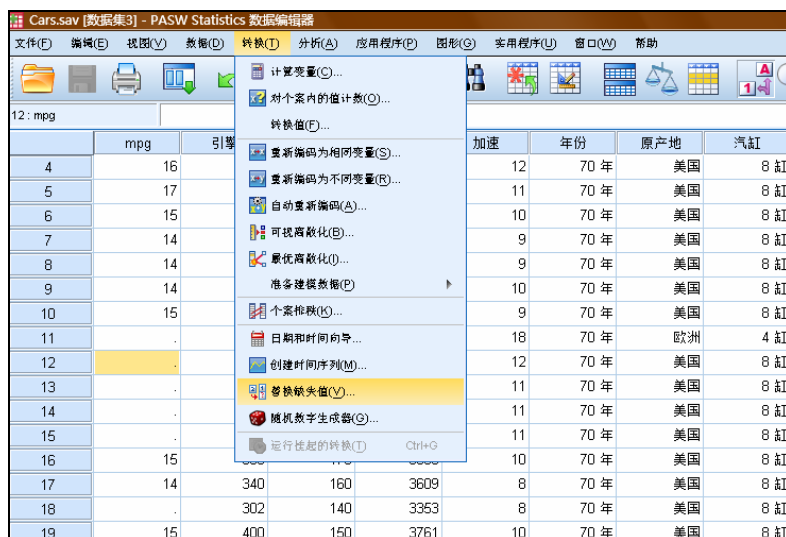 Cars.sav [数据集3] - PASW Statistics 数据编辑器
文件(F) 编辑(E) 视图(V) 数据(D) 转换(T) 分析(A) 应用程序(P) 图形(G) 实用程序(U) 窗口(W) 帮助
12 : mpg
计算变量(C)...
对个案内的值计数(O)...
转换值(F)...
重新编码为相同变量(S)...
重新编码为不同变量(R)...
自动重新编码(A)...
可视离散化(B)...
最优离散化(I)...
准备建模数据(P)
个案排秩(K)...
日期和时间向导...
创建时间序列(M)...
替换缺失值(V)...
随机数字生成器(G)...
运行挂起的转换(T) Ctrl+G
mpg 引擎 加速 年份 原产地 汽缸
4 16 12 70 年 美国 8 缸
5 17 11 70 年 美国 8 缸
6 15 10 70 年 美国 8 缸
7 14 9 70 年 美国 8 缸
8 14 9 70 年 美国 8 缸
9 14 10 70 年 美国 8 缸
10 15 9 70 年 美国 8 缸
11 . 18 70 年 欧洲 4 缸
12 . 12 70 年 美国 8 缸
13 . 11 70 年 美国 8 缸
14 . 11 70 年 美国 8 缸
15 . 11 70 年 美国 8 缸
16 15 10 70 年 美国 8 缸
17 14 340 160 3609 8 70 年 美国 8 缸
18 . 302 140 3353 8 70 年 美国 8 缸
19 15 400 150 3761 10 70 年 美国 8 缸